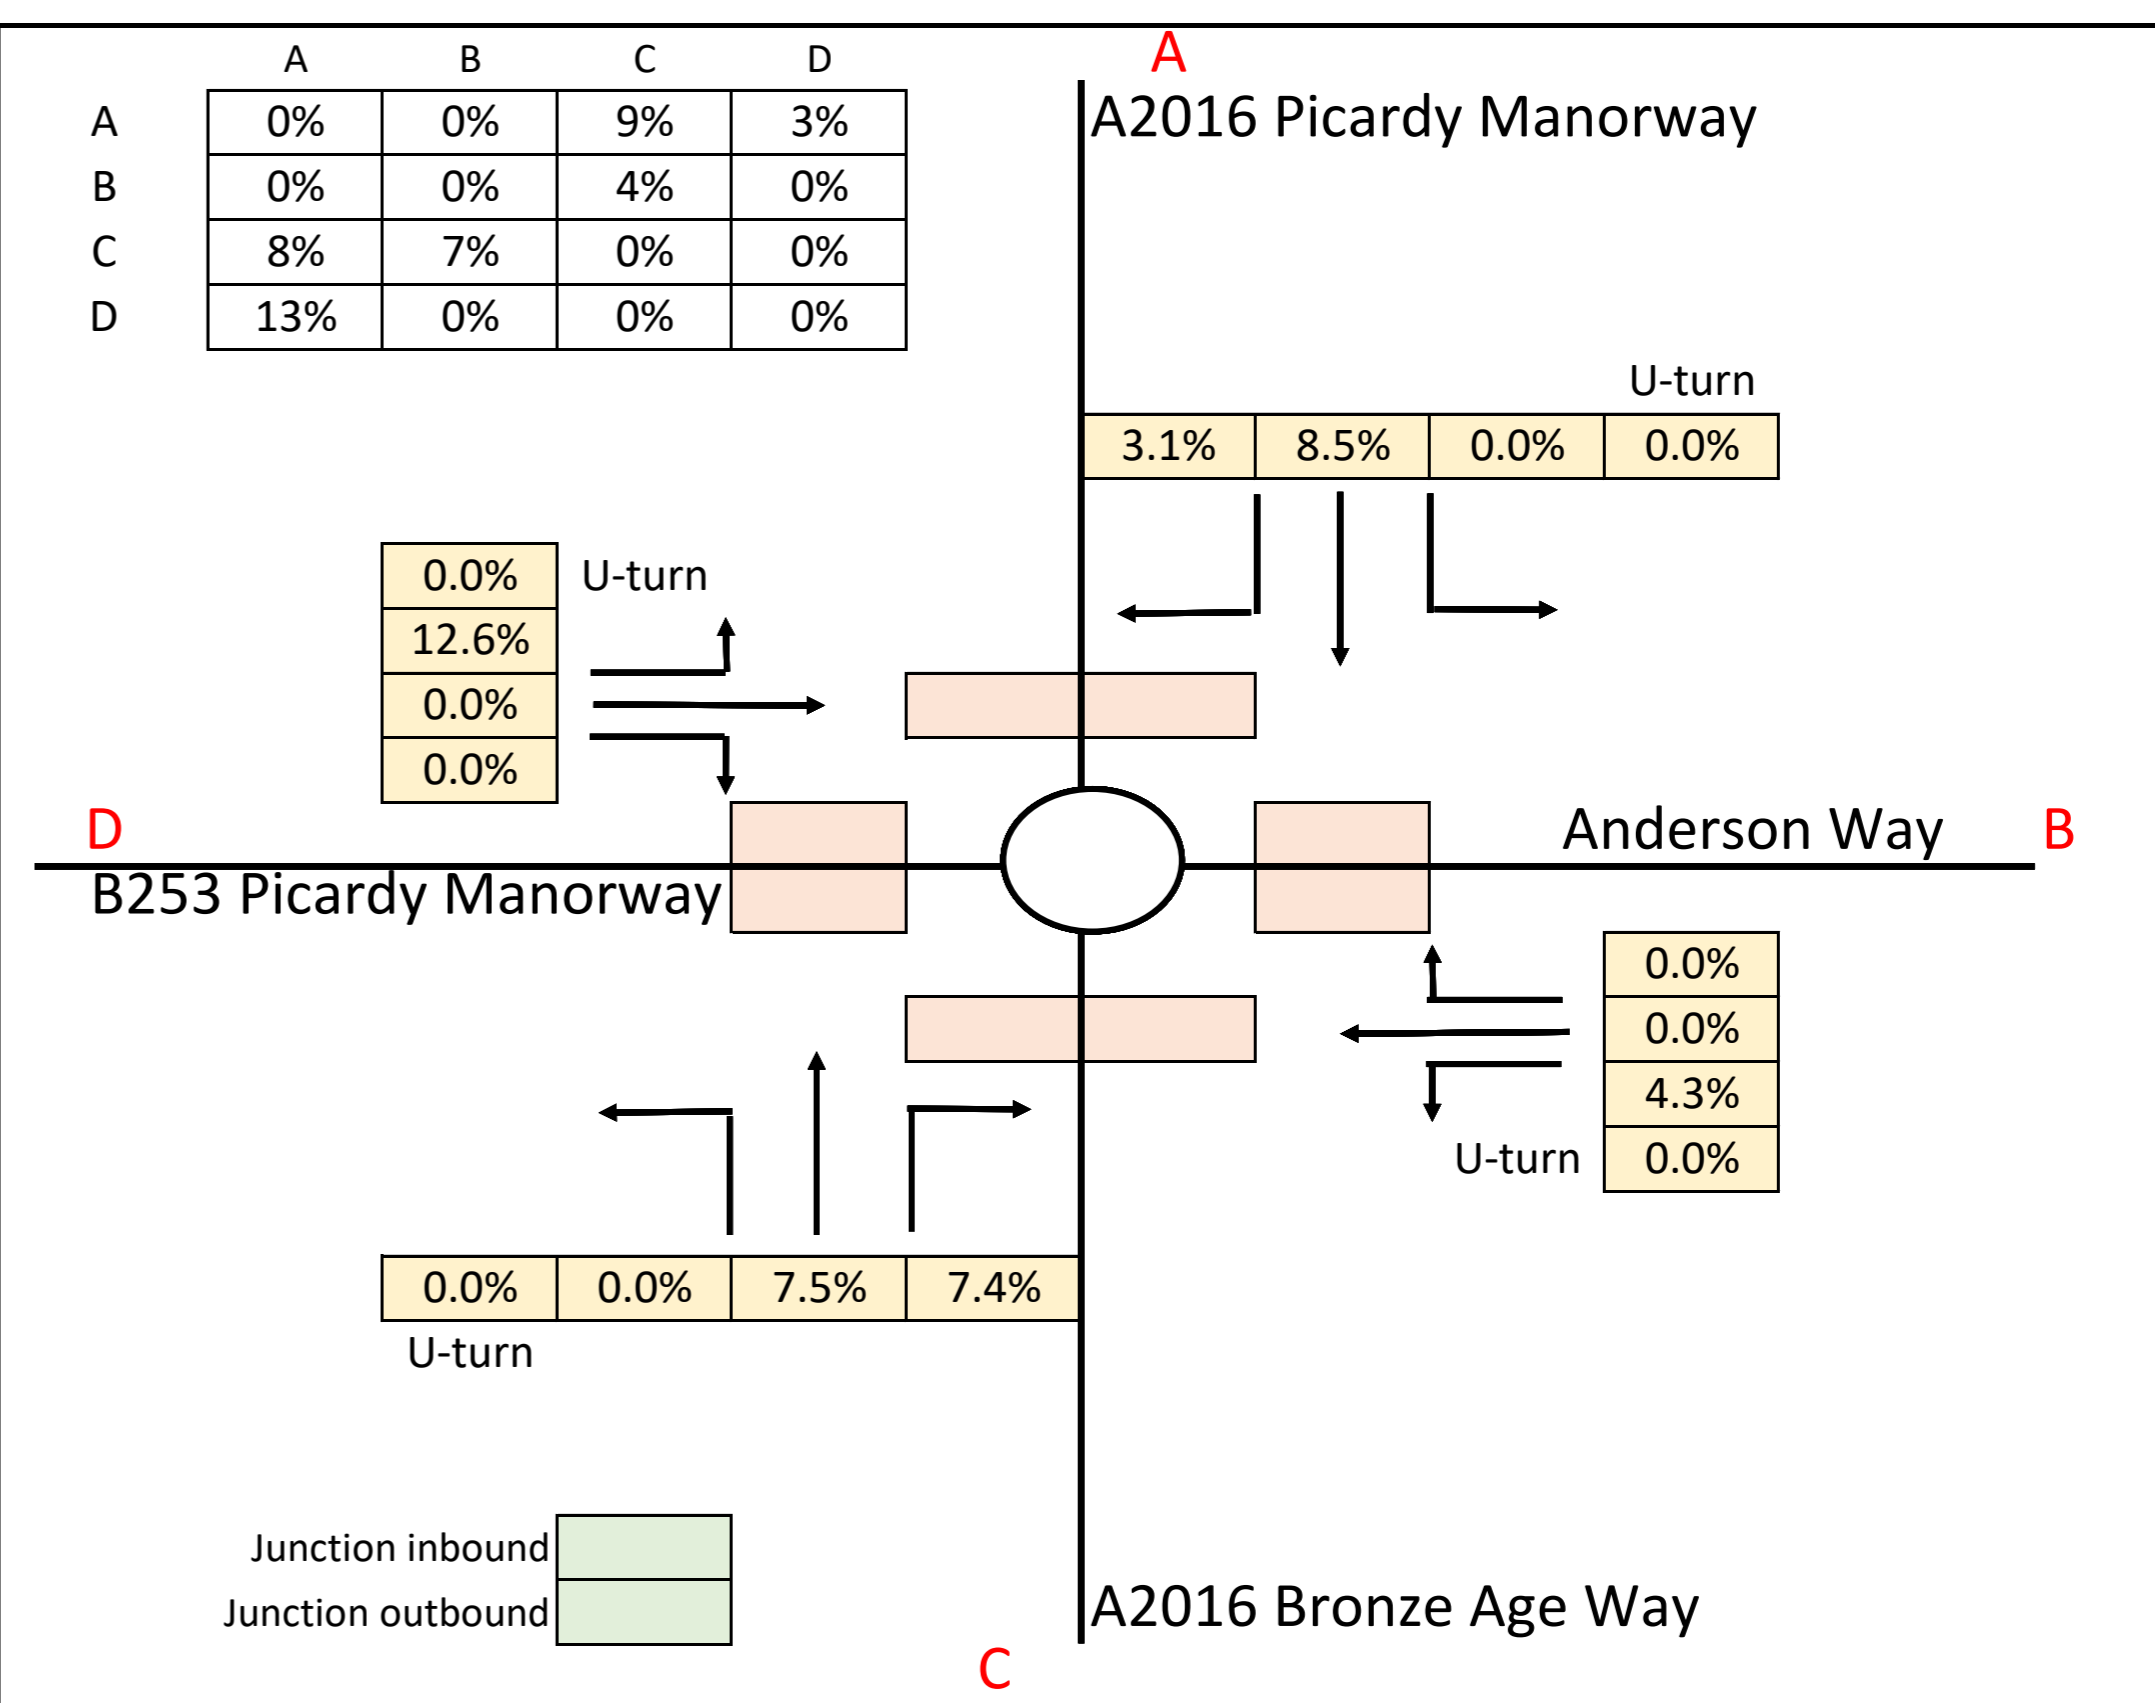 A B C D
A
A 0% 0% 9% 3%
A2016 Picardy Manorway
B 0% 0% 4% 0%
C 8% 7% 0% 0%
D 13% 0% 0% 0%
U-turn
3.1% 8.5% 0.0% 0.0%
0.0% U-turn
12.6%
0.0%
0.0%
D
Anderson Way B
B253 Picardy Manorway
0.0%
0.0%
4.3%
U-turn 0.0%
0.0% 0.0% 7.5% 7.4%
U-turn
Junction inbound
Junction outbound
A2016 Bronze Age Way
C